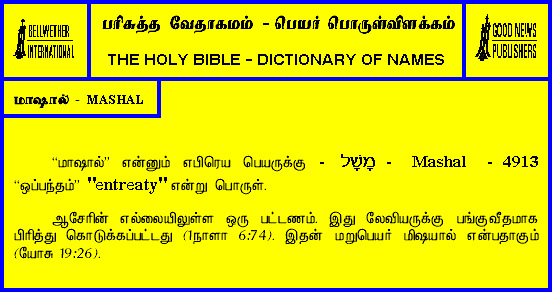 BELLWETHER
INTERNATIONAL
பரிசுத்த வேதாகமம் - பெயர் பொருள்விளக்கம்
THE HOLY BIBLE - DICTIONARY OF NAMES
GOOD NEWS
PUBLISHERS
மாஷால் - MASHAL
“மாஷால்” என்னும் எபிரெய பெயருக்கு - מָשָׁל - Mashal - 4913
“ஒப்பந்தம்” "entreaty" என்று பொருள்.
ஆசேரின் எல்லையிலுள்ள ஒரு பட்டணம். இது லேவியருக்கு பங்குவீதமாக
பிரித்து கொடுக்கப்பட்டது (1நாளா 6:74). இதன் மறுபெயர் மிஷயால் என்பதாகும்
(யோசு 19:26).